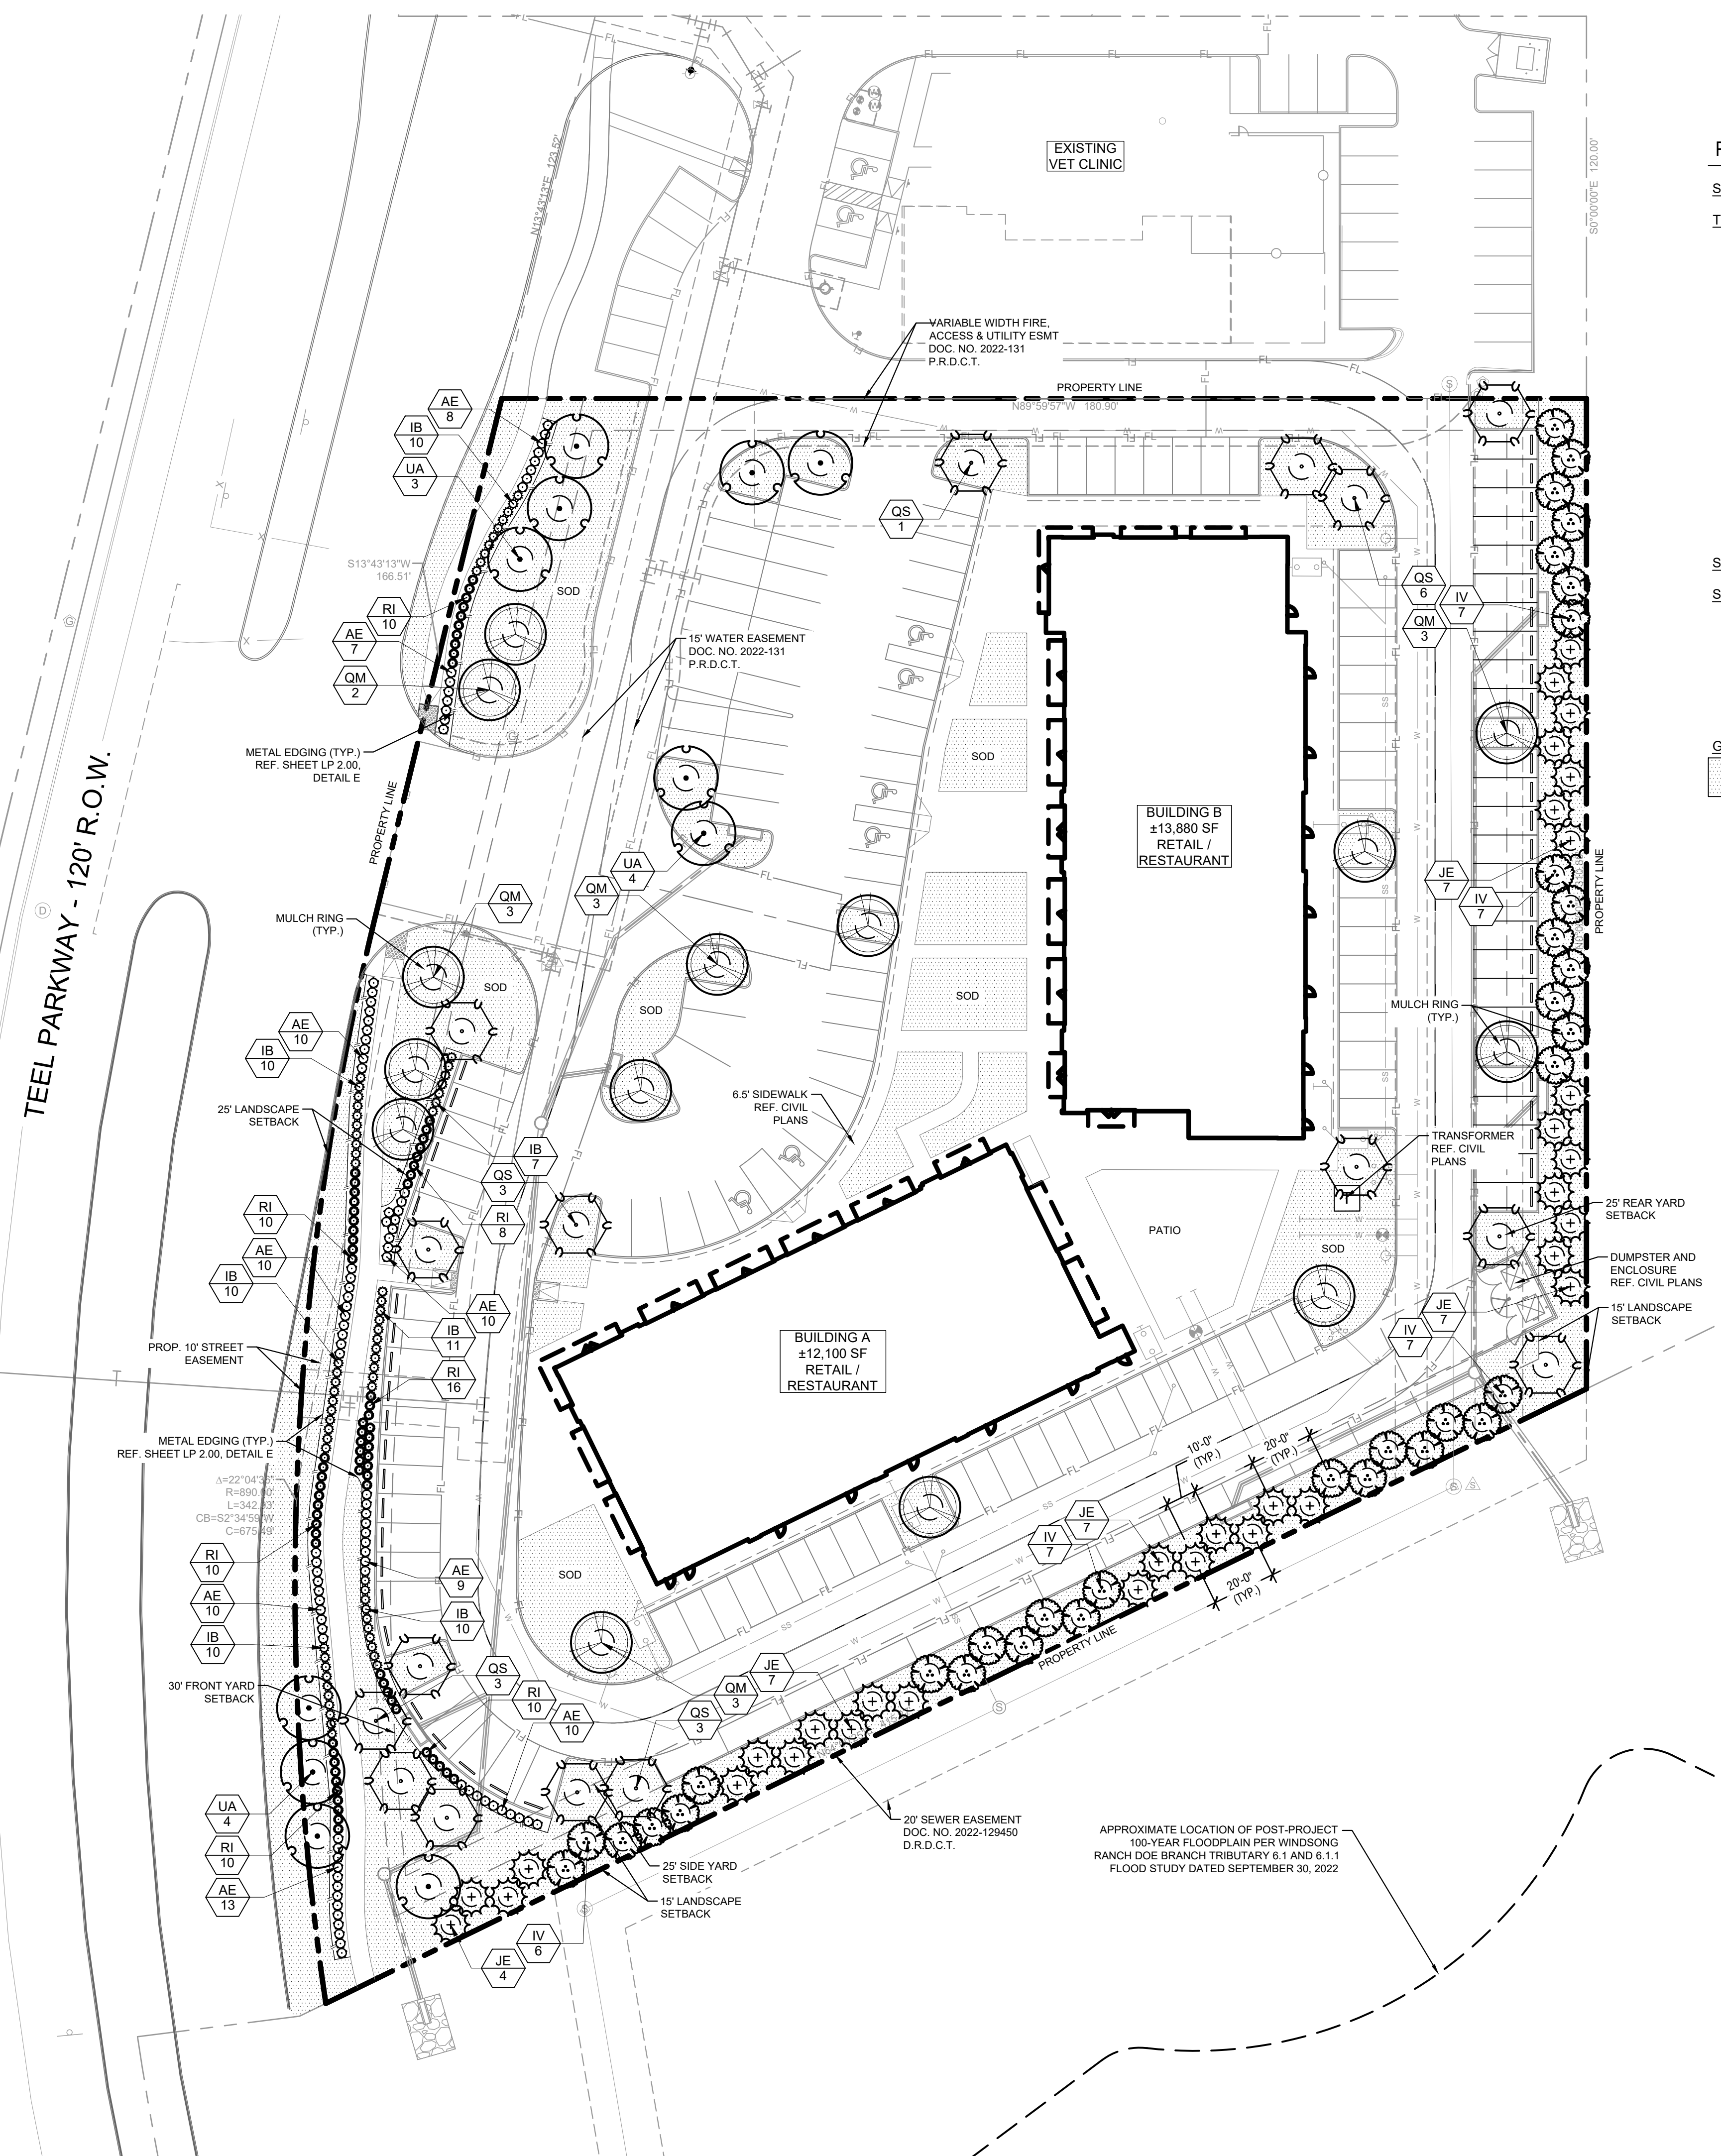 EXISTING
VET CLINIC
N13°43'13"E 123.52'
S0°00'00"E 120.00'
VARIABLE WIDTH FIRE,
ACCESS & UTILITY ESMT
DOC. NO. 2022-131
P.R.D.C.T.
PROPERTY LINE
N89°59'57"W 180.90'
AE
8
IB
10
UA
3
QS
1
S13°43'13"W
166.51'
SOD
RI
10
AE
7
QM
2
15' WATER EASEMENT
DOC. NO. 2022-131
P.R.D.C.T.
QS
6
IV
7
QM
3
METAL EDGING (TYP.)
REF. SHEET LP 2.00,
DETAIL E
SOD
PROPERTY LINE
TEEL PARKWAY - 120' R.O.W.
BUILDING B
±13,880 SF
RETAIL /
RESTAURANT
UA
4
QM
3
QM
3
JE
7
IV
7
PROPERTY LINE
MULCH RING
(TYP.)
SOD
SOD
SOD
MULCH RING
(TYP.)
AE
10
IB
10
25' LANDSCAPE
SETBACK
6.5' SIDEWALK
REF. CIVIL
PLANS
IB
7
QS
3
RI
8
TRANSFORMER
REF. CIVIL
PLANS
T
RI
10
AE
10
IB
10
PATIO
SOD
25' REAR YARD
SETBACK
DUMPSTER AND
ENCLOSURE
REF. CIVIL PLANS
15' LANDSCAPE
SETBACK
AE
10
IB
11
RI
16
PROP. 10' STREET
EASEMENT
BUILDING A
±12,100 SF
RETAIL /
RESTAURANT
JE
7
IV
7
METAL EDGING (TYP.)
REF. SHEET LP 2.00, DETAIL E
R=890.00'
CB=S2°34'59"W
10'-0"
(TYP.)
20'-0"
(TYP.)
JE
7
IV
7
20'-0"
(TYP.)
SOD
RI
10
AE
10
IB
10
AE
9
IB
10
PROPERTY LINE
30' FRONT YARD
SETBACK
QS
3
RI
10
AE
10
JE
7
QM
3
QS
3
UA
4
RI
10
AE
13
20' SEWER EASEMENT
DOC. NO. 2022-129450
D.R.D.C.T.
25' SIDE YARD
SETBACK
15' LANDSCAPE
SETBACK
IV
6
JE
4
APPROXIMATE LOCATION OF POST-PROJECT
100-YEAR FLOODPLAIN PER WINDSONG
RANCH DOE BRANCH TRIBUTARY 6.1 AND 6.1.1
FLOOD STUDY DATED SEPTEMBER 30, 2022